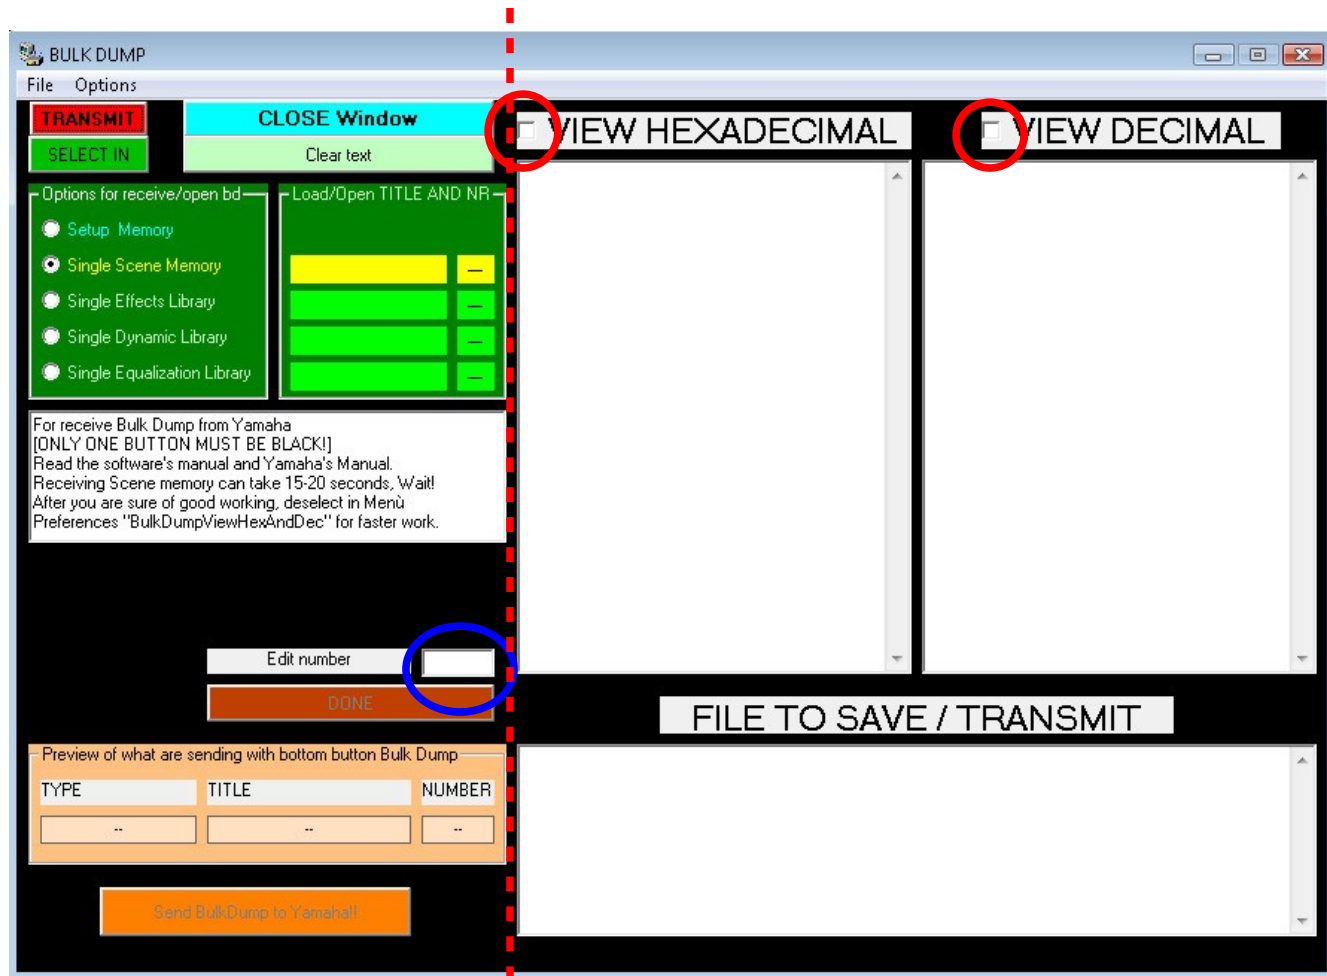 BULK DUMP
File Options
TRANSMIT
CLOSE Window
SELECT IN
Clear text
VIEW HEXADECIMAL
VIEW DECIMAL
Options for receive/open bd
Load/Open TITLE AND NR
Setup Memory
Single Scene Memory
--
Single Effects Library
--
Single Dynamic Library
--
Single Equalization Library
--
For receive Bulk Dump from Yamaha
[ONLY ONE BUTTON MUST BE BLACK!]
Read the software's manual and Yamaha's Manual.
Receiving Scene memory can take 15-20 seconds, Wait!
After you are sure of good working, deselect in Menù
Preferences "BulkDumpViewHexAndDec" for faster work.
Edit number
DONE
FILE TO SAVE / TRANSMIT
Preview of what are sending with bottom button Bulk Dump
TYPE TITLE NUMBER
-- -- --
Send BulkDump to Yamaha!!